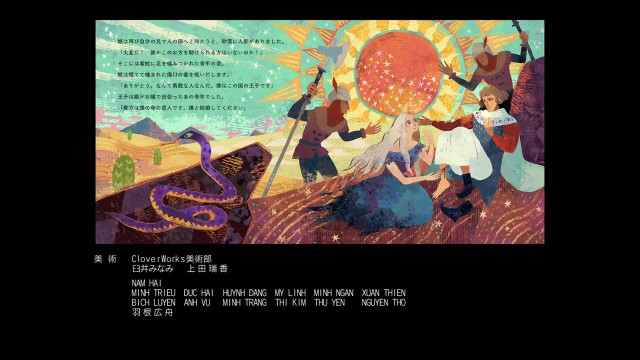 姫は再び自分の足で人の国へと向かうと、砂漠に人影がありました。
「大変だ！　誰かこのお方を助けられる方はいないのか！」
そこには毒蛇に足を噛みつかれた青年の姿。
姫は慌てて噛まれた傷口の毒を吸いだします。
「ありがとう。なんて勇敢な人なんだ。僕はこの国の王子です」
王子は姫がお城で出会ったあの青年でした。
「貴方は僕の命の恩人です。僕と結婚してください」
美 術　CloverWorks美術部
臼井みなみ　上田瑞香
NAM HAI
MINH TRIEU　DUC HAI　HUYNH DANG　MY LINH　MINH NGAN　XUAN THIEN
BICH LUYEN　ANH VU　MINH TRANG　THI KIM　THU YEN　NGUYEN THO
羽根広舟